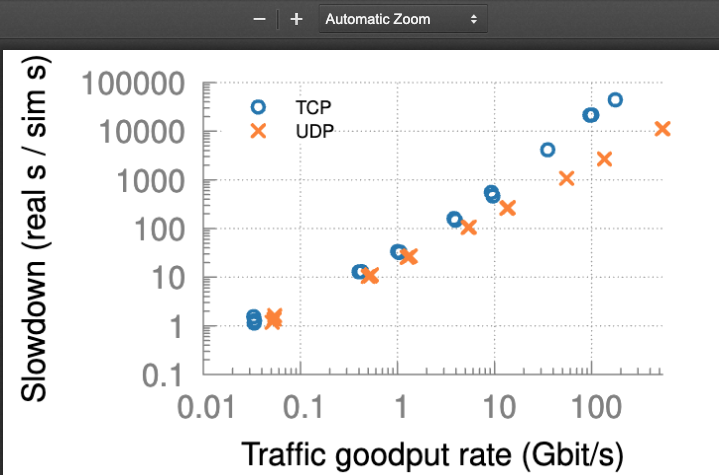 − + Automatic Zoom
Slowdown (real s / sim s)
100000
10000
1000
100
10
1
0.1
TCP
UDP
0.01 0.1 1 10 100
Traffic goodput rate (Gbit/s)